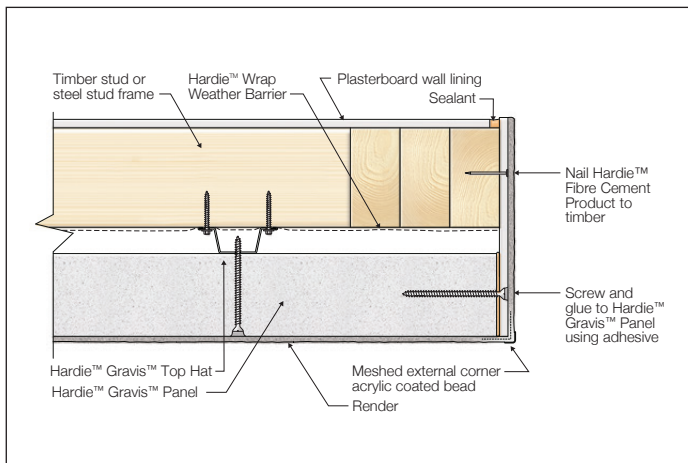 Timber stud or
steel stud frame
Hardie™ Wrap
Weather Barrier
Plasterboard wall lining
Sealant
Nail Hardie™
Fibre Cement
Product to
timber
Screw and
glue to Hardie™
Gravis™ Panel
using adhesive
Hardie™ Gravis™ Top Hat
Hardie™ Gravis™ Panel
Meshed external corner
acrylic coated bead
Render